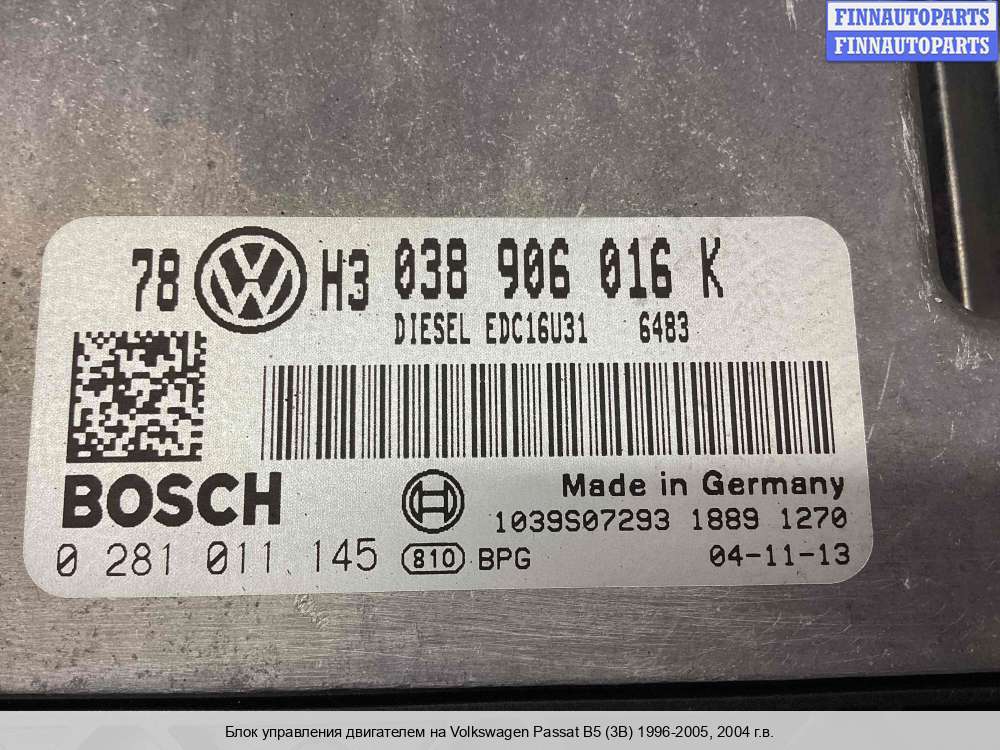 FINNAUTOPARTS
FINNAUTOPARTS
78 H3 038 906 016 K
DIESEL EDC16U31 6483
BOSCH
Made in Germany
1039S07293 1889 1270
0 281 011 145 810 BPG 04-11-13
Блок управления двигателем на Volkswagen Passat B5 (3B) 1996-2005, 2004 г.в.